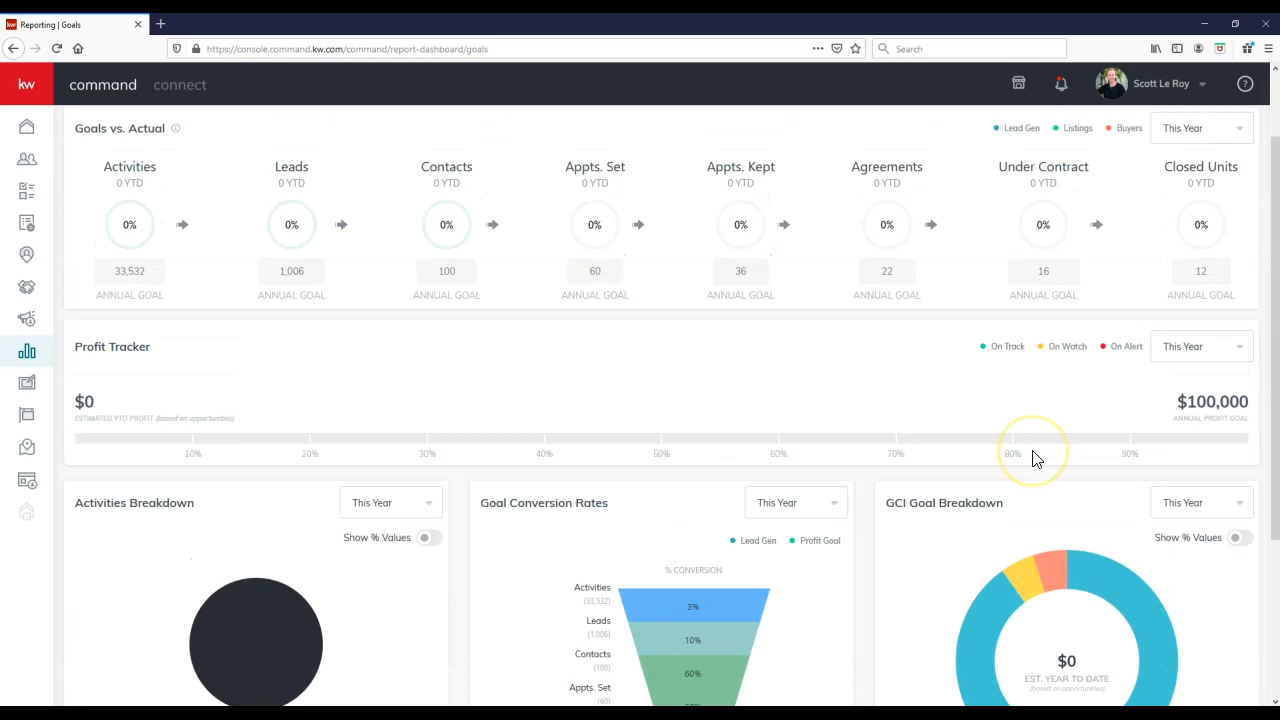 kw Reporting | Goals
https://console.command.kw.com/command/report-dashboard/goals
Search
kw command connect Scott Le Roy ?
Goals vs. Actual Lead Gen Listings Buyers This Year
Activities Leads Contacts Appts. Set Appts. Kept Agreements Under Contract Closed Units
0 YTD 0 YTD 0 YTD 0 YTD 0 YTD 0 YTD 0 YTD 0 YTD
0% 0% 0% 0% 0% 0% 0% 0%
33,532 1,006 100 60 36 22 16 12
ANNUAL GOAL ANNUAL GOAL ANNUAL GOAL ANNUAL GOAL ANNUAL GOAL ANNUAL GOAL ANNUAL GOAL ANNUAL GOAL
Profit Tracker On Track On Watch On Alert This Year
$0 $100,000
ESTIMATED YTD PROFIT (based on opportunities) ANNUAL PROFIT GOAL
10% 20% 30% 40% 50% 60% 70% 80% 90%
Activities Breakdown This Year
Show % Values
Goal Conversion Rates This Year
Lead Gen Profit Goal
% CONVERSION
Activities
(33,532)
3%
Leads
(1,006)
10%
Contacts
(100)
60%
Appts. Set
(60)
GCI Goal Breakdown This Year
Show % Values
$0
EST. YEAR TO DATE
(based on opportunities)